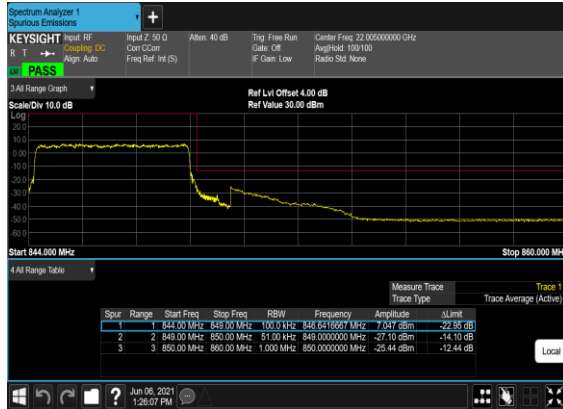 Spectrum Analyzer 1
Spurious Emissions
+
KEYSIGHT Input: RF Input Z: 50 Ω Atten: 40 dB Trig: Free Run Center Freq: 22.005000000 GHz
R T Coupling: DC Corr CCorr Gate: Off Avg|Hold: 100/100
Align: Auto Freq Ref: Int (S) IF Gain: Low Radio Std: None
LXI PASS
3 All Range Graph
Ref Lvl Offset 4.00 dB
Scale/Div 10.0 dB Ref Value 30.00 dBm
Log
20.0
10.0
0.00
-10.0
-20.0
-30.0
-40.0
-50.0
-60.0
Start 844.000 MHz Stop 860.000 MHz
4 All Range Table
Measure Trace Trace 1
Trace Type Trace Average (Active)
Spur Range Start Freq Stop Freq RBW Frequency Amplitude ΔLimit
1 1 844.00 MHz 849.00 MHz 100.0 kHz 846.6416667 MHz 7.047 dBm -22.95 dB
2 2 849.00 MHz 850.00 MHz 51.00 kHz 849.0000000 MHz -27.10 dBm -14.10 dB
3 3 850.00 MHz 860.00 MHz 1.000 MHz 850.0000000 MHz -25.44 dBm -12.44 dB
Local
? Jun 06, 2021
1:26:07 PM